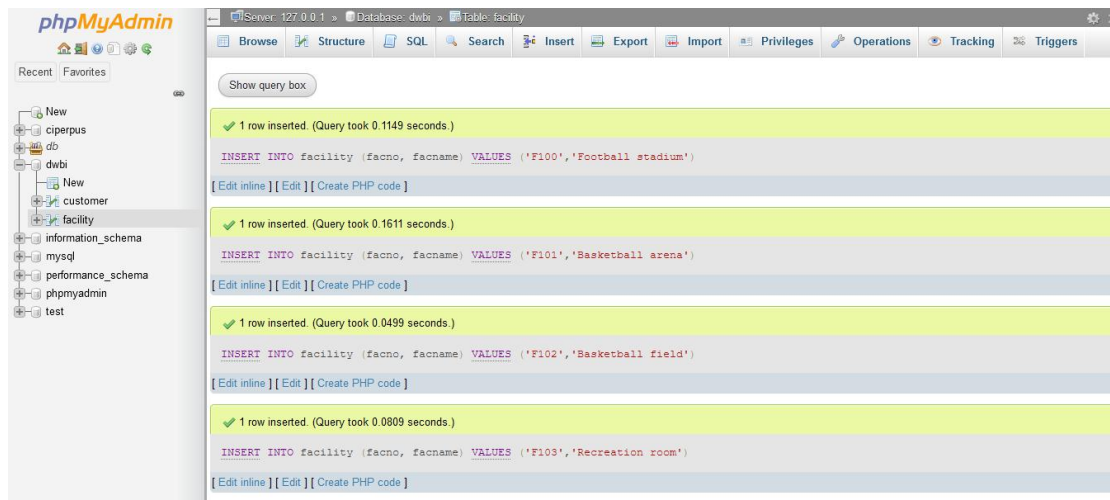 phpMyAdmin
Recent Favorites
New
ciperpus
db
dwbi
New
customer
facility
information_schema
mysql
performance_schema
phpmyadmin
test
Server: 127.0.0.1 » Database: dwbi » Table: facility
Browse Structure SQL Search Insert Export Import Privileges Operations Tracking Triggers
Show query box
1 row inserted. (Query took 0.1149 seconds.)
INSERT INTO facility (facno, facname) VALUES ('F100','Football stadium')
[ Edit inline ] [ Edit ] [ Create PHP code ]
1 row inserted. (Query took 0.1611 seconds.)
INSERT INTO facility (facno, facname) VALUES ('F101','Basketball arena')
[ Edit inline ] [ Edit ] [ Create PHP code ]
1 row inserted. (Query took 0.0499 seconds.)
INSERT INTO facility (facno, facname) VALUES ('F102','Basketball field')
[ Edit inline ] [ Edit ] [ Create PHP code ]
1 row inserted. (Query took 0.0809 seconds.)
INSERT INTO facility (facno, facname) VALUES ('F103','Recreation room')
[ Edit inline ] [ Edit ] [ Create PHP code ]